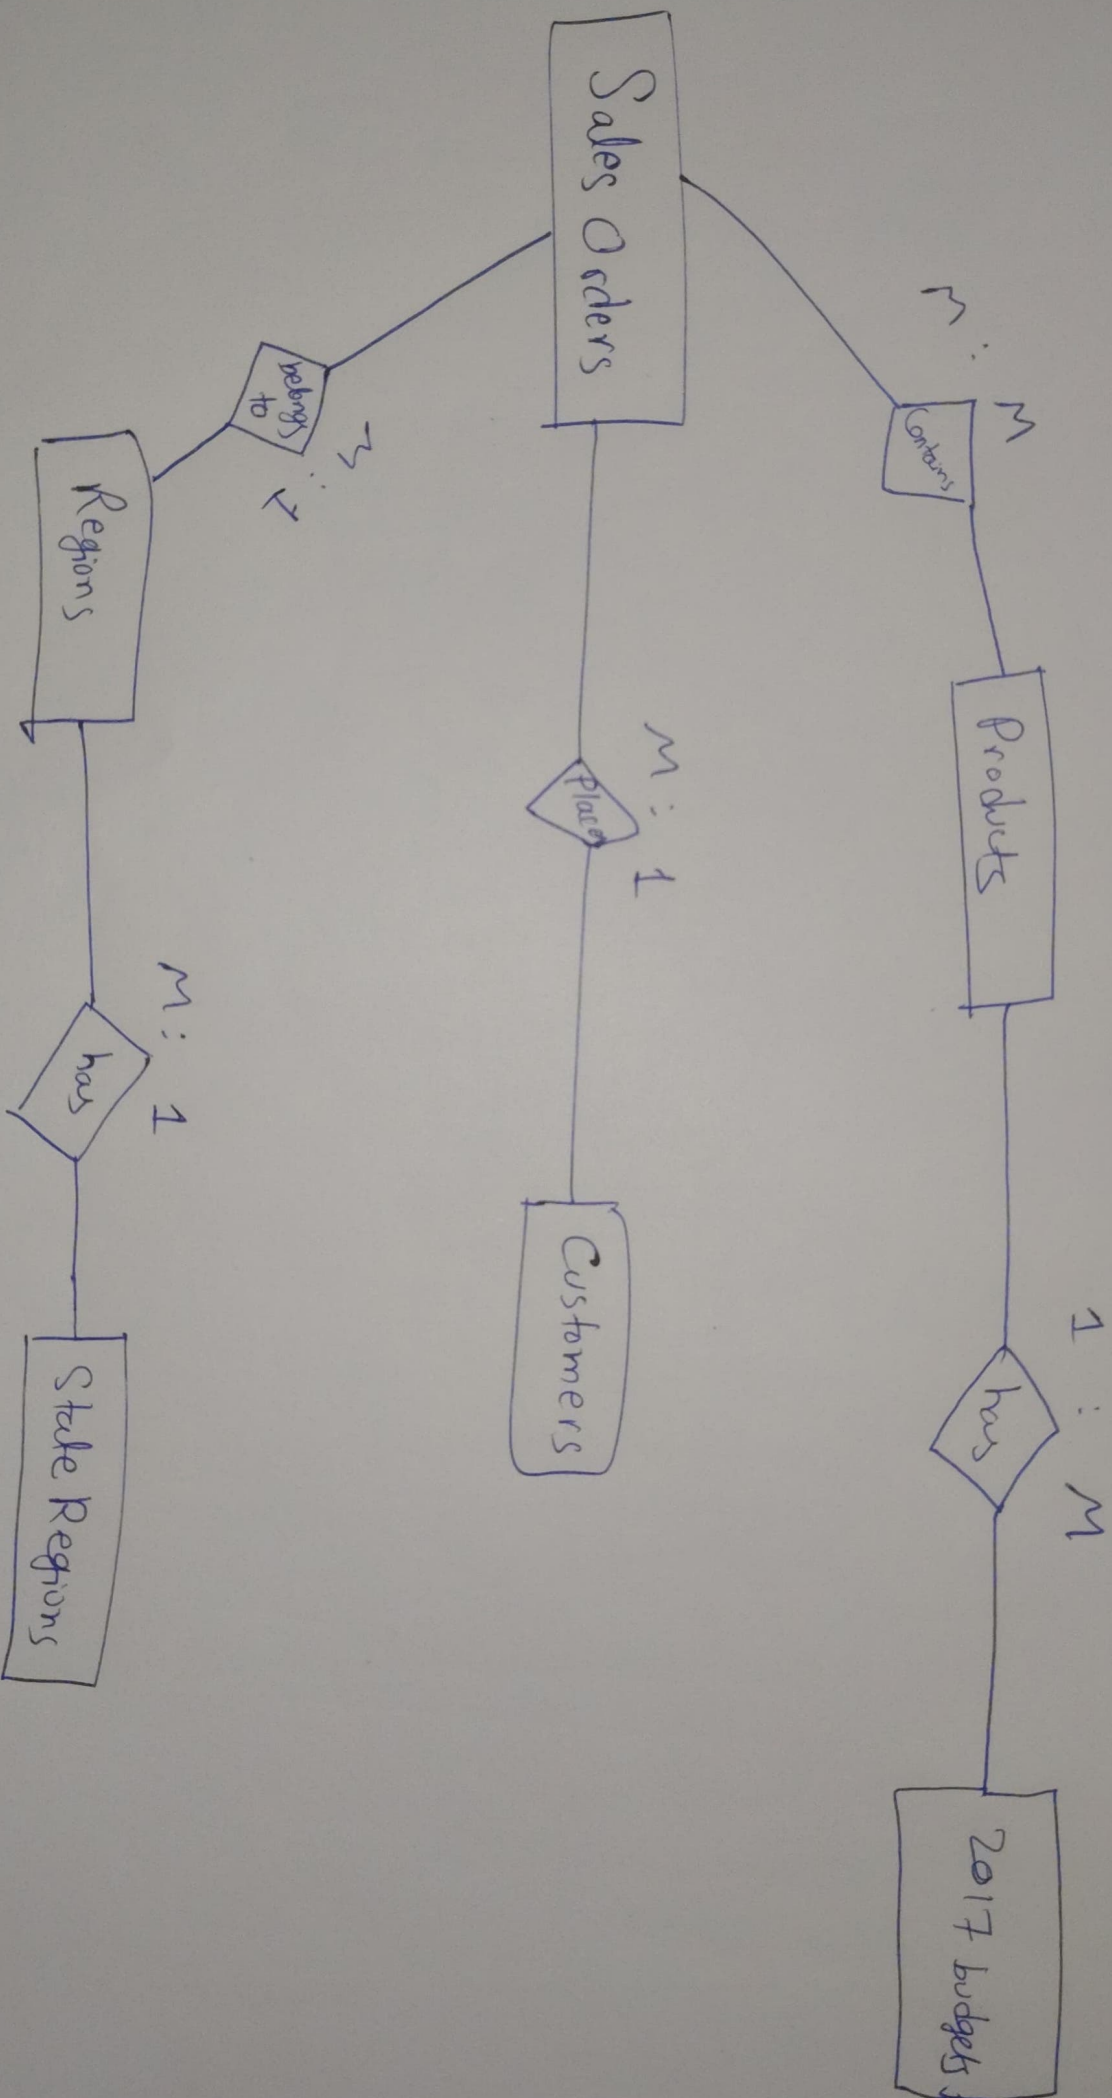 M : M
Contains
Products
1 : M
has
2017 budgets
Sales Orders
M : 1
Places
Customers
belongs
to
M : 1
Regions
M : 1
has
State Regions